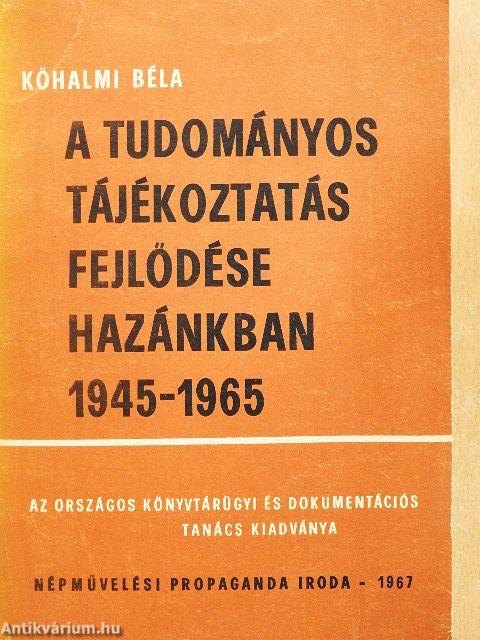 KŐHALMI BÉLA
A TUDOMÁNYOS
TÁJÉKOZTATÁS
FEJLŐDÉSE
HAZÁNKBAN
1945-1965
AZ ORSZÁGOS KÖNYVTÁRÜGYI ÉS DOKUMENTÁCIÓS
TANÁCS KIADVÁNYA
NÉPMŰVELÉSI PROPAGANDA IRODA - 1967
Antikvárium.hu